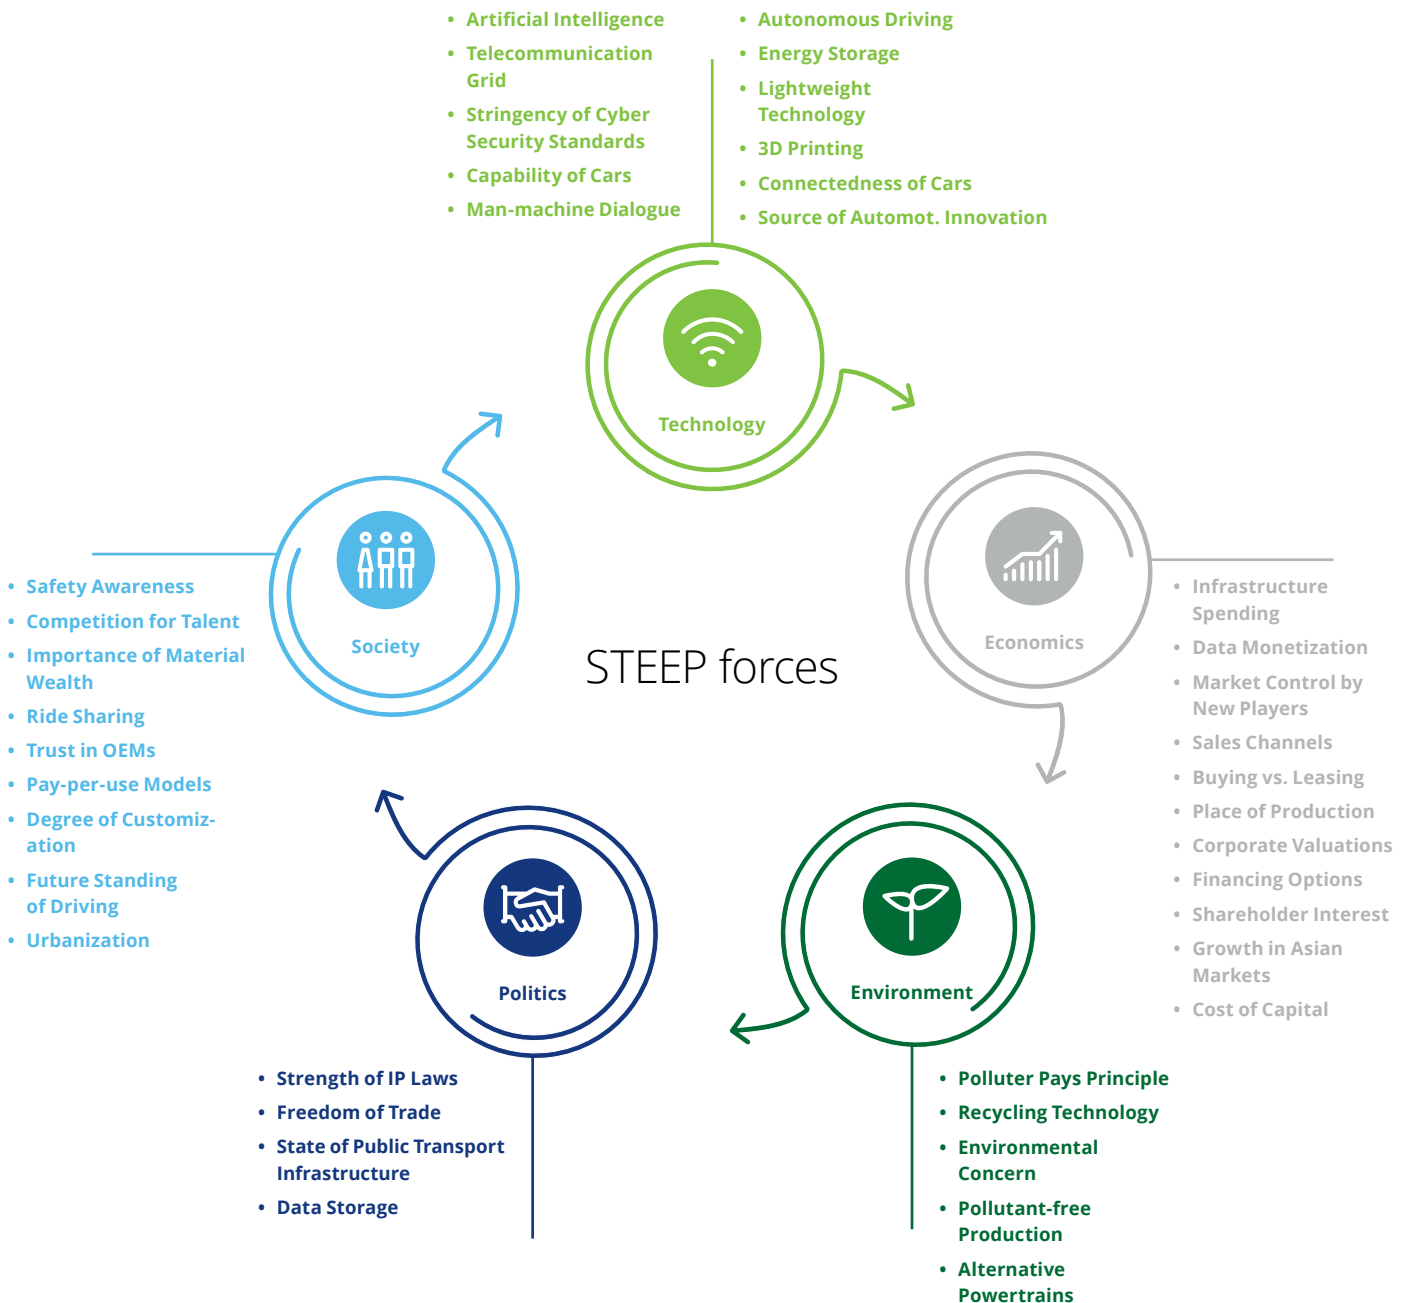 • Artificial Intelligence
• Telecommunication
Grid
• Stringency of Cyber
Security Standards
• Capability of Cars
• Man-machine Dialogue
• Autonomous Driving
• Energy Storage
• Lightweight
Technology
• 3D Printing
• Connectedness of Cars
• Source of Automot. Innovation
Technology
Society
• Safety Awareness
• Competition for Talent
• Importance of Material
Wealth
• Ride Sharing
• Trust in OEMs
• Pay-per-use Models
• Degree of Customiz-
ation
• Future Standing
of Driving
• Urbanization
STEEP forces
Economics
• Infrastructure
Spending
• Data Monetization
• Market Control by
New Players
• Sales Channels
• Buying vs. Leasing
• Place of Production
• Corporate Valuations
• Financing Options
• Shareholder Interest
• Growth in Asian
Markets
• Cost of Capital
Politics
• Strength of IP Laws
• Freedom of Trade
• State of Public Transport
Infrastructure
• Data Storage
Environment
• Polluter Pays Principle
• Recycling Technology
• Environmental
Concern
• Pollutant-free
Production
• Alternative
Powertrains